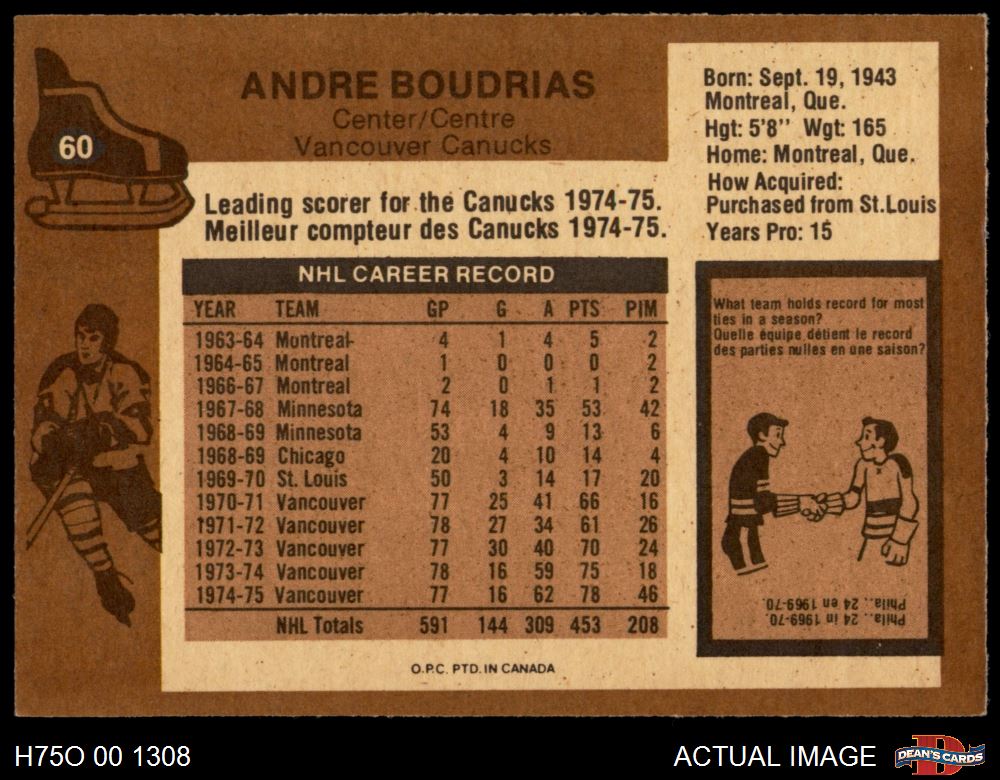 60
ANDRE BOUDRIAS
Center/Centre
Vancouver Canucks
Born: Sept. 19, 1943
Montreal, Que.
Hgt: 5'8" Wgt: 165
Home: Montreal, Que.
How Acquired:
Purchased from St.Louis
Years Pro: 15
Leading scorer for the Canucks 1974-75.
Meilleur compteur des Canucks 1974-75.
NHL CAREER RECORD
YEAR TEAM GP G A PTS PIM
1963-64 Montreal- 4 1 4 5 2
1964-65 Montreal 1 0 0 0 2
1966-67 Montreal 2 0 1 1 2
1967-68 Minnesota 74 18 35 53 42
1968-69 Minnesota 53 4 9 13 6
1968-69 Chicago 20 4 10 14 4
1969-70 St. Louis 50 3 14 17 20
1970-71 Vancouver 77 25 41 66 16
1971-72 Vancouver 78 27 34 61 26
1972-73 Vancouver 77 30 40 70 24
1973-74 Vancouver 78 16 59 75 18
1974-75 Vancouver 77 16 62 78 46
NHL Totals 591 144 309 453 208
What team holds record for most
ties in a season?
Quelle équipe détient le record
des parties nulles en une saison?
Phila.. 24 in 1969-70.
Phila.. 24 en 1969-70.
O.P.C. PTD. IN CANADA
H75O 00 1308
ACTUAL IMAGE
D
DEAN'S CARDS